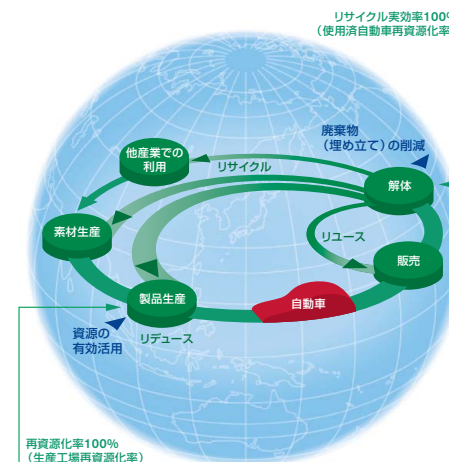 リサイクル実効率100%
（使用済自動車再資源化率
廃棄物
（埋め立て）の削減
他産業での
利用
リサイクル
解体
素材生産
リユース
販売
製品生産
自動車
資源の
有効活用
リデュース
再資源化率100%
（生産工場再資源化率）